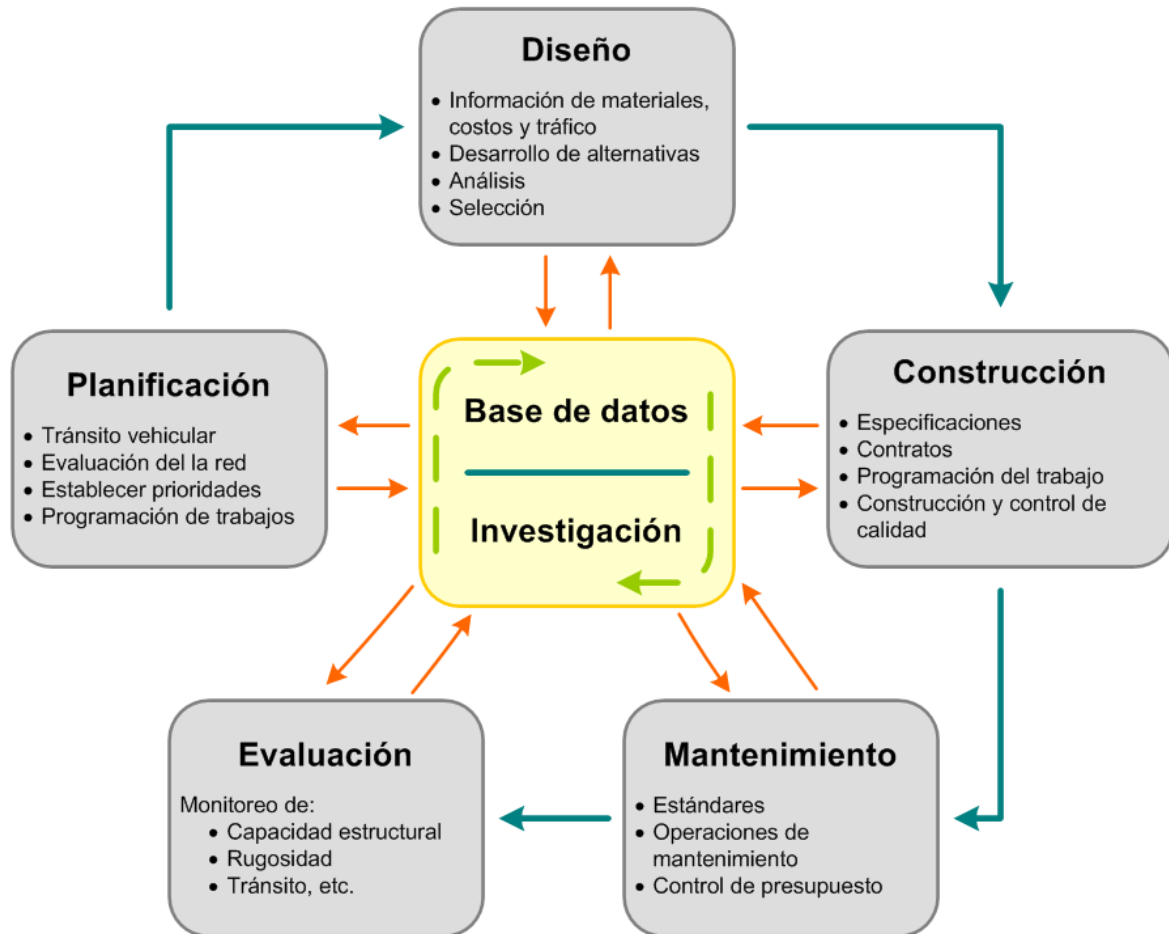 Diseño
• Información de materiales,
costos y tráfico
• Desarrollo de alternativas
• Análisis
• Selección
Planificación
• Tránsito vehicular
• Evaluación del la red
• Establecer prioridades
• Programación de trabajos
Base de datos
Investigación
Construcción
• Especificaciones
• Contratos
• Programación del trabajo
• Construcción y control de
calidad
Evaluación
Monitoreo de:
• Capacidad estructural
• Rugosidad
• Tránsito, etc.
Mantenimiento
• Estándares
• Operaciones de
mantenimiento
• Control de presupuesto